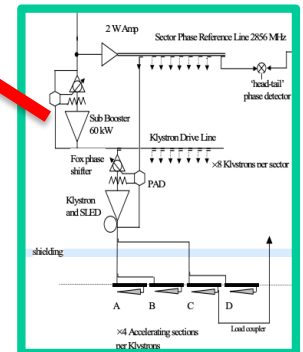 2 W Amp
Sector Phase Reference Line 2856 MHz
"head-tail"
phase detector
Sub Booster
60 kW
Klystron Drive Line
Fox phase
shifter
×8 Klystrons per sector
PAD
Klystron
and SLED
shielding
A B C D
×4 Accelerating sections
per Klystrons
Load coupler